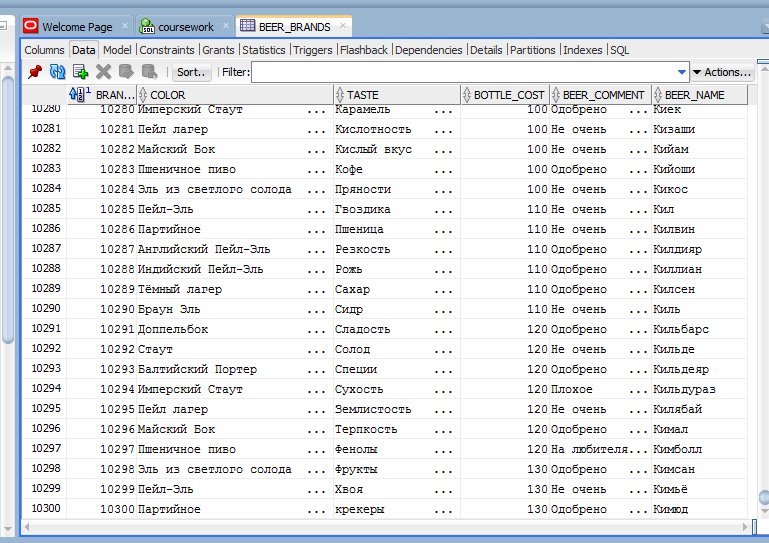 Welcome Page coursework BEER_BRANDS
Columns Data Model Constraints Grants Statistics Triggers Flashback Dependencies Details Partitions Indexes SQL
Sort.. Filter: Actions...
BRAN... COLOR TASTE BOTTLE_COST BEER_COMMENT BEER_NAME
10280 10280 Имперский Стаут ... Карамель ... 100 Одобрено ... Киек
10281 10281 Пейл лагер ... Кислотность ... 100 Не очень ... Кизаши
10282 10282 Майский Бок ... Кислый вкус ... 100 Не очень ... Кийам
10283 10283 Пшеничное пиво ... Кофе ... 100 Одобрено ... Кийоши
10284 10284 Эль из светлого солода ... Пряности ... 100 Не очень ... Кикос
10285 10285 Пейл-Эль ... Гвоздика ... 110 Не очень ... Кил
10286 10286 Партийное ... Пшеница ... 110 Не очень ... Килвин
10287 10287 Английский Пейл-Эль ... Резкость ... 110 Одобрено ... Килдияр
10288 10288 Индийский Пейл-Эль ... Рожь ... 110 Одобрено ... Киллиан
10289 10289 Тёмный лагер ... Сахар ... 110 Одобрено ... Килсен
10290 10290 Браун Эль ... Сидр ... 110 Не очень ... Киль
10291 10291 Доппельбок ... Сладость ... 120 Одобрено ... Кильбарс
10292 10292 Стаут ... Солод ... 120 Не очень ... Кильде
10293 10293 Балтийский Портер ... Специи ... 120 Одобрено ... Кильдеяр
10294 10294 Имперский Стаут ... Сухость ... 120 Плохое ... Кильдураз
10295 10295 Пейл лагер ... Землистость ... 120 Не очень ... Килябай
10296 10296 Майский Бок ... Терпкость ... 120 Одобрено ... Кимал
10297 10297 Пшеничное пиво ... Фенолы ... 120 На любителя... Кимболл
10298 10298 Эль из светлого солода ... Фрукты ... 130 Одобрено ... Кимсан
10299 10299 Пейл-Эль ... Хвоя ... 130 Не очень ... Кимьё
10300 10300 Партийное ... крекеры ... 130 Одобрено ... Кимюд